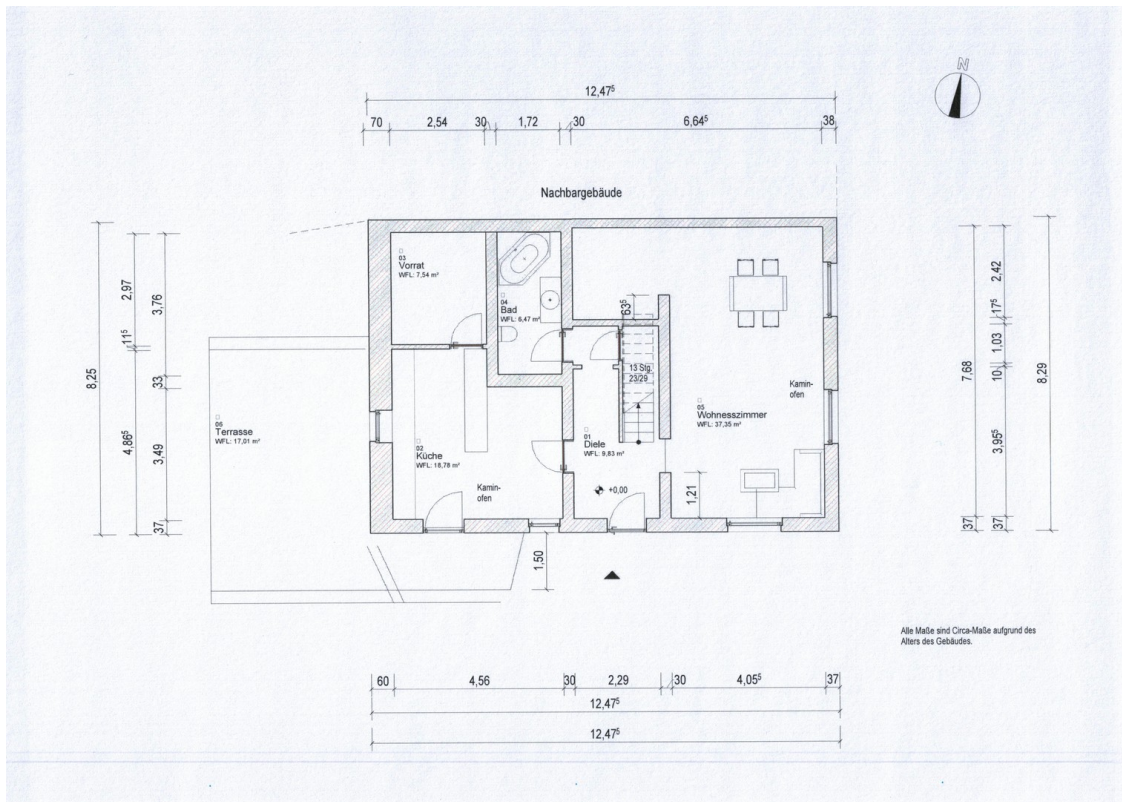 N
12,47⁵
70 2,54 30 1,72 30 6,64⁵ 38
Nachbargebäude
8,25
2,97
11⁵
4,86⁵
3,76
33
3,49
37
03
Vorrat
WFL: 7,54 m²
04
Bad
WFL: 6,47 m²
63⁵
13 Stg.
23/29
Kamin-
ofen
05
Wohnesszimmer
WFL: 37,35 m²
06
Terrasse
WFL: 17,01 m²
02
Küche
WFL: 18,78 m²
01
Diele
WFL: 9,83 m²
Kamin-
ofen
+0,00
1,21
1,50
7,68
37
2,42
17⁵
1,03
10
3,95⁵
37
8,29
Alle Maße sind Circa-Maße aufgrund des
Alters des Gebäudes.
60 4,56 30 2,29 30 4,05⁵ 37
12,47⁵
12,47⁵